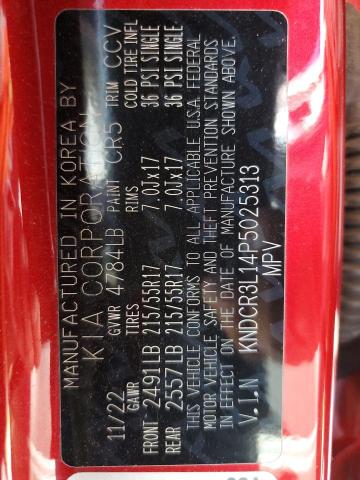 MANUFACTURED IN KOREA BY
KIA CORPORATION
11/22 GVWR 4784LB PAINT CR5 TRIM CCV
GAWR TIRES RIMS COLD TIRE INFL
FRONT 2491LB 215/55R17 7.0Jx17 36 PSI SINGLE
REAR 2557LB 215/55R17 7.0Jx17 36 PSI SINGLE
THIS VEHICLE CONFORMS TO ALL APPLICABLE U.S.A. FEDERAL
MOTOR VEHICLE SAFETY AND THEFT PREVENTION STANDARDS
IN EFFECT ON THE DATE OF MANUFACTURE SHOWN ABOVE.
V.I.N KNDCR3L14P5025313
MPV